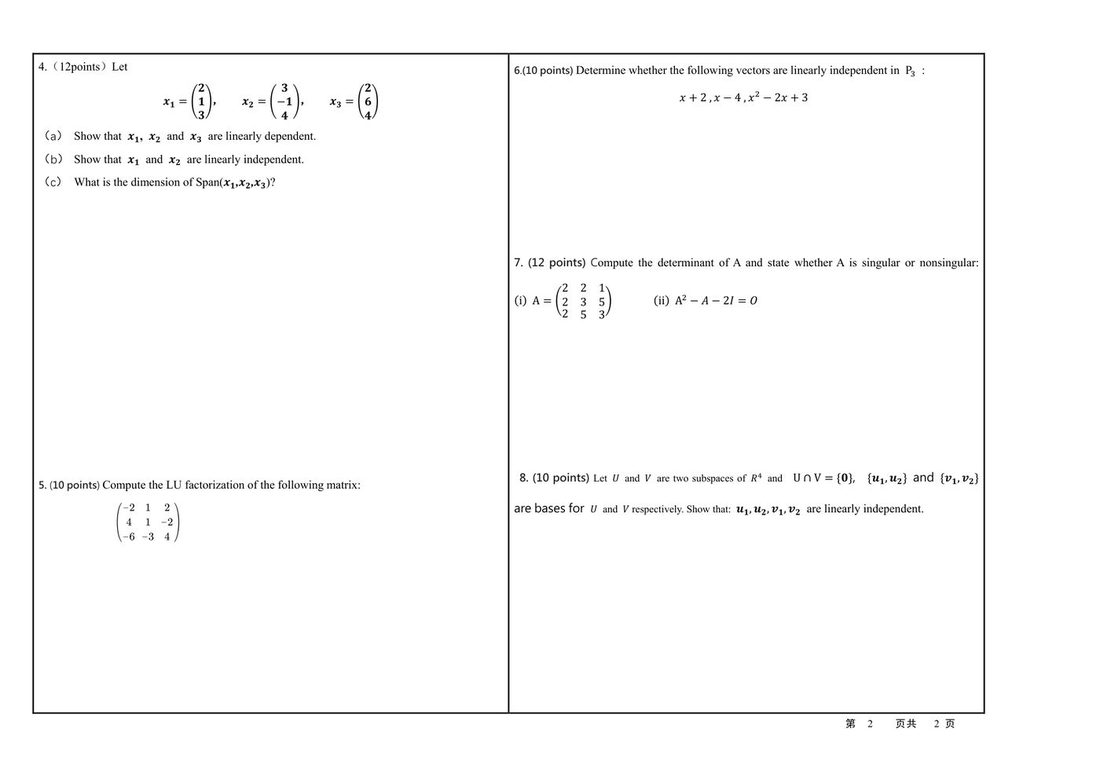 4.（12points）Let
x₁ = (2 1 3), x₂ = (3 −1 4), x₃ = (2 6 4)
（a） Show that x₁, x₂ and x₃ are linearly dependent.
（b） Show that x₁ and x₂ are linearly independent.
（c） What is the dimension of Span(x₁,x₂,x₃)?
5. (10 points) Compute the LU factorization of the following matrix:
−2 1 2
4 1 −2
−6 −3 4
6.(10 points) Determine whether the following vectors are linearly independent in P₃ :
x + 2 , x − 4 , x² − 2x + 3
7. (12 points) Compute the determinant of A and state whether A is singular or nonsingular:
(i) A = (2 2 1
2 3 5
2 5 3) (ii) A² − A − 2I = O
8. (10 points) Let U and V are two subspaces of R⁴ and U ∩ V = {0}, {u₁, u₂} and {v₁, v₂}
are bases for U and V respectively. Show that: u₁, u₂, v₁, v₂ are linearly independent.
第 2 页共 2 页